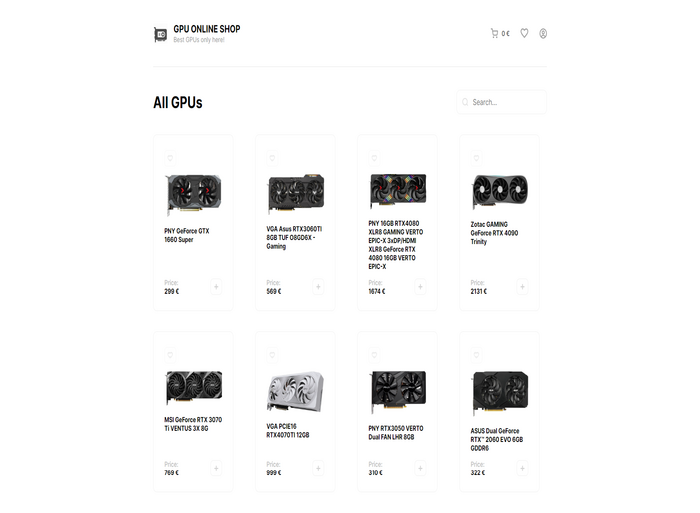 GPU ONLINE SHOP
Best GPUs only here!
0 €
All GPUs
Search...
PNY GeForce GTX
1660 Super
Price:
299 €
VGA Asus RTX3060TI
8GB TUF O8GD6X -
Gaming
Price:
569 €
PNY 16GB RTX4080
XLR8 GAMING VERTO
EPIC-X 3xDP/HDMI
XLR8 GeForce RTX
4080 16GB VERTO
EPIC-X
Price:
1674 €
Zotac GAMING
GeForce RTX 4090
Trinity
Price:
2131 €
MSI GeForce RTX 3070
Ti VENTUS 3X 8G
Price:
769 €
VGA PCIE16
RTX4070TI 12GB
Price:
999 €
PNY RTX3050 VERTO
Dual FAN LHR 8GB
Price:
310 €
ASUS Dual GeForce
RTX™ 2060 EVO 6GB
GDDR6
Price:
322 €